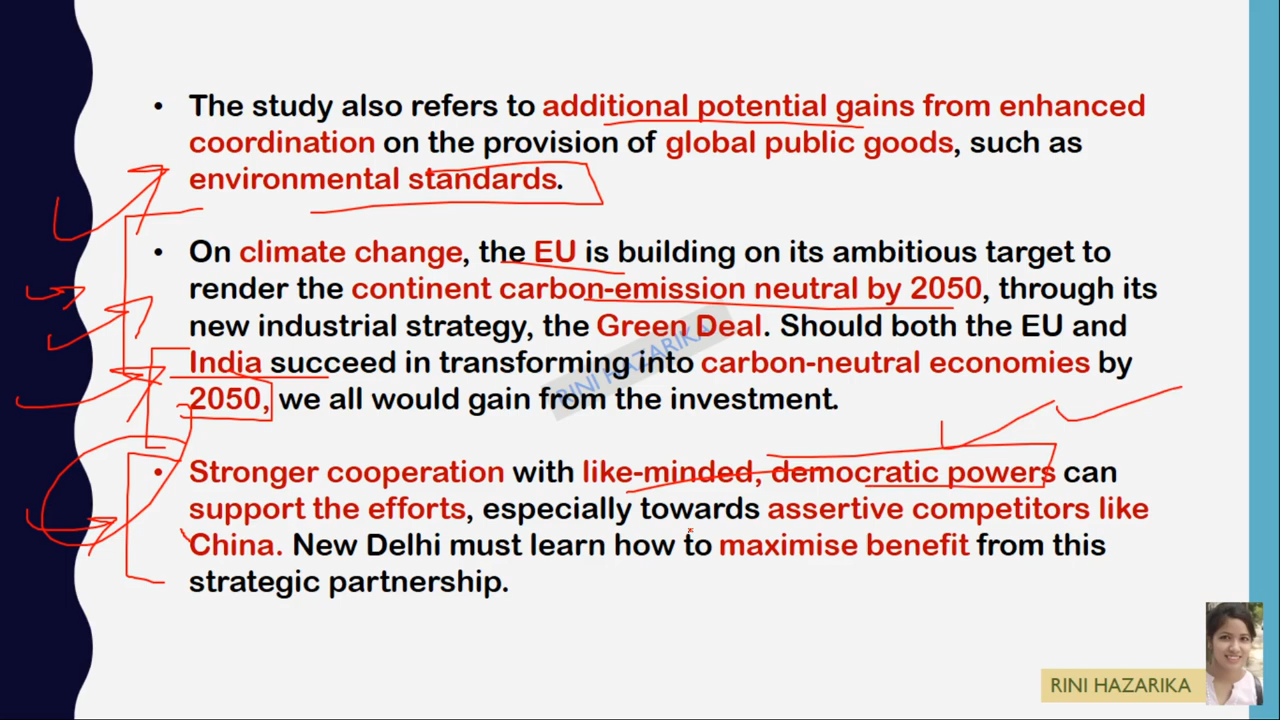 • The study also refers to additional potential gains from enhanced
coordination on the provision of global public goods, such as
environmental standards.
• On climate change, the EU is building on its ambitious target to
render the continent carbon-emission neutral by 2050, through its
new industrial strategy, the Green Deal. Should both the EU and
India succeed in transforming into carbon-neutral economies by
2050, we all would gain from the investment.
• Stronger cooperation with like-minded, democratic powers can
support the efforts, especially towards assertive competitors like
China. New Delhi must learn how to maximise benefit from this
strategic partnership.
RINI HAZARIKA
RINI HAZARIKA